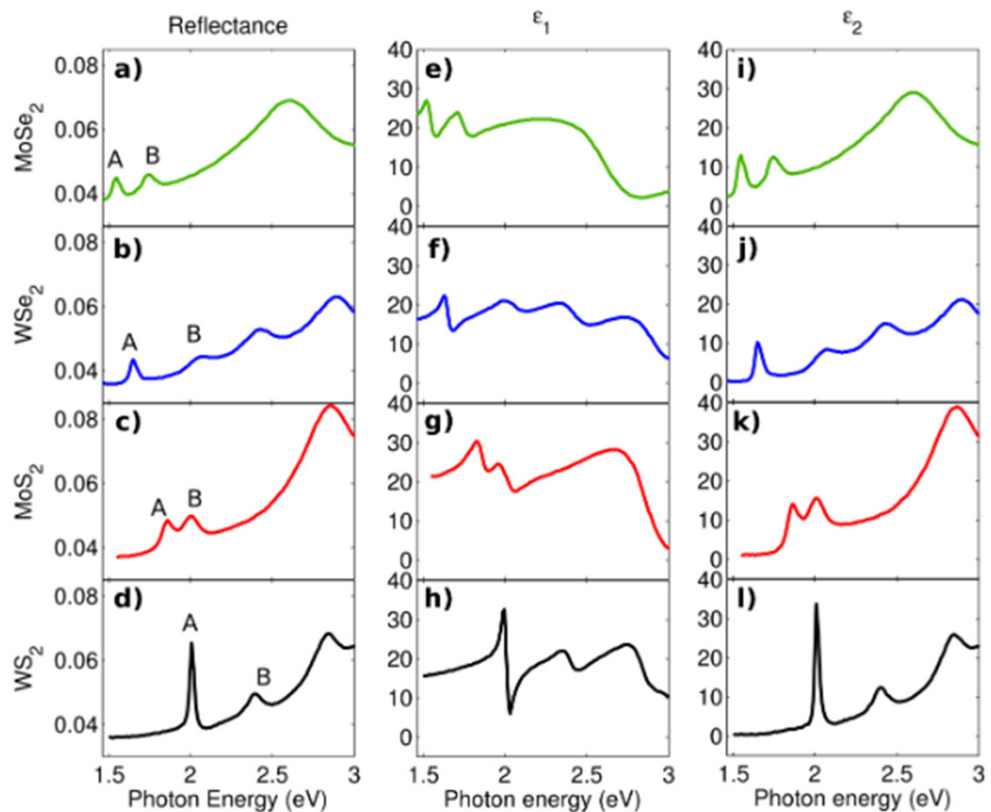 Reflectance ε1 ε2
a) e) i)
MoSe2
0.08 0.06 0.04
A B
40 30 20 10 0
40 30 20 10 0
b) f) j)
WSe2
0.08 0.06 0.04
A B
40 30 20 10 0
40 30 20 10 0
c) g) k)
MoS2
0.08 0.06 0.04
A B
40 30 20 10 0
40 30 20 10 0
d) h) l)
WS2
0.08 0.06 0.04
A B
40 30 20 10 0
40 30 20 10 0
1.5 2 2.5 3 1.5 2 2.5 3 1.5 2 2.5 3
Photon Energy (eV) Photon energy (eV) Photon energy (eV)